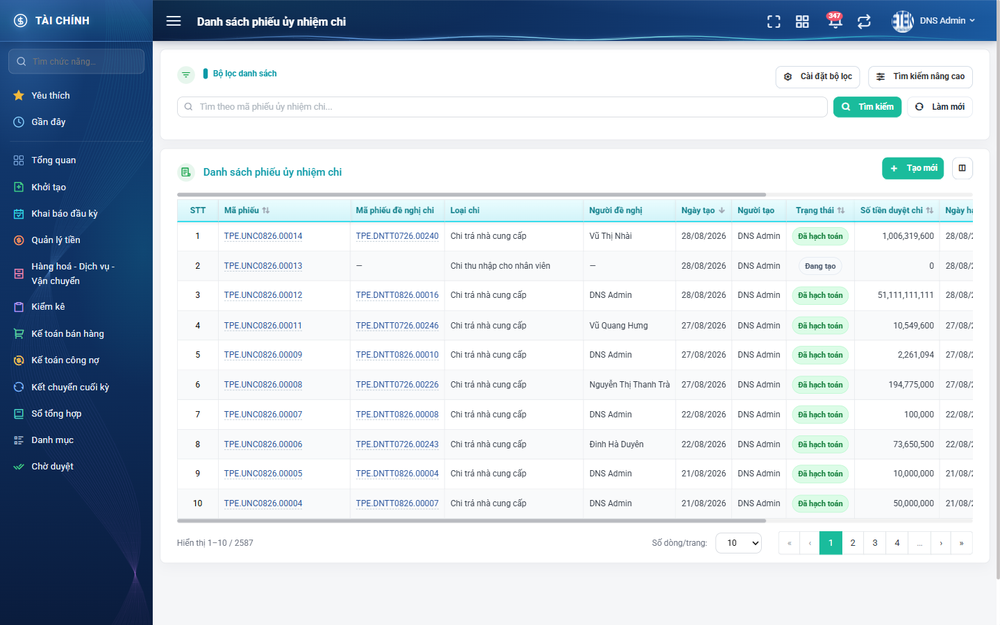 TÀI CHÍNH
Danh sách phiếu ủy nhiệm chi
347
DNS Admin
Tìm chức năng...
Yêu thích
Gần đây
Tổng quan
Khởi tạo
Khai báo đầu kỳ
Quản lý tiền
Hàng hoá - Dịch vụ -
Vận chuyển
Kiểm kê
Kế toán bán hàng
Kế toán công nợ
Kết chuyển cuối kỳ
Sổ tổng hợp
Danh mục
Chờ duyệt
Bộ lọc danh sách
Cài đặt bộ lọc
Tìm kiếm nâng cao
Tìm theo mã phiếu ủy nhiệm chi...
Tìm kiếm
Làm mới
Danh sách phiếu ủy nhiệm chi
Tạo mới
STT Mã phiếu Mã phiếu đề nghị chi Loại chi Người đề nghị Ngày tạo Người tạo Trạng thái Số tiền duyệt chi Ngày hạ
1 TPE.UNC0826.00014 TPE.DNTT0726.00240 Chi trả nhà cung cấp Vũ Thị Nhài 28/08/2026 DNS Admin Đã hạch toán 1,006,319,600 28/08/2
2 TPE.UNC0826.00013 — Chi thu nhập cho nhân viên — 28/08/2026 DNS Admin Đang tạo 0 28/08/2
3 TPE.UNC0826.00012 TPE.DNTT0826.00016 Chi trả nhà cung cấp DNS Admin 28/08/2026 DNS Admin Đã hạch toán 51,111,111,111 28/08/2
4 TPE.UNC0826.00011 TPE.DNTT0726.00246 Chi trả nhà cung cấp Vũ Quang Hưng 27/08/2026 DNS Admin Đã hạch toán 10,549,600 27/08/2
5 TPE.UNC0826.00009 TPE.DNTT0826.00010 Chi trả nhà cung cấp DNS Admin 27/08/2026 DNS Admin Đã hạch toán 2,261,094 27/08/2
6 TPE.UNC0826.00008 TPE.DNTT0726.00226 Chi trả nhà cung cấp Nguyễn Thị Thanh Trà 27/08/2026 DNS Admin Đã hạch toán 194,775,000 27/08/2
7 TPE.UNC0826.00007 TPE.DNTT0826.00008 Chi trả nhà cung cấp DNS Admin 22/08/2026 DNS Admin Đã hạch toán 100,000 22/08/2
8 TPE.UNC0826.00006 TPE.DNTT0726.00243 Chi trả nhà cung cấp Đinh Hà Duyên 22/08/2026 DNS Admin Đã hạch toán 73,650,500 22/08/2
9 TPE.UNC0826.00005 TPE.DNTT0826.00004 Chi trả nhà cung cấp DNS Admin 21/08/2026 DNS Admin Đã hạch toán 10,000,000 21/08/2
10 TPE.UNC0826.00004 TPE.DNTT0826.00007 Chi trả nhà cung cấp DNS Admin 21/08/2026 DNS Admin Đã hạch toán 50,000,000 21/08/2
Hiển thị 1–10 / 2587
Số dòng/trang: 10
« ‹ 1 2 3 4 ... › »